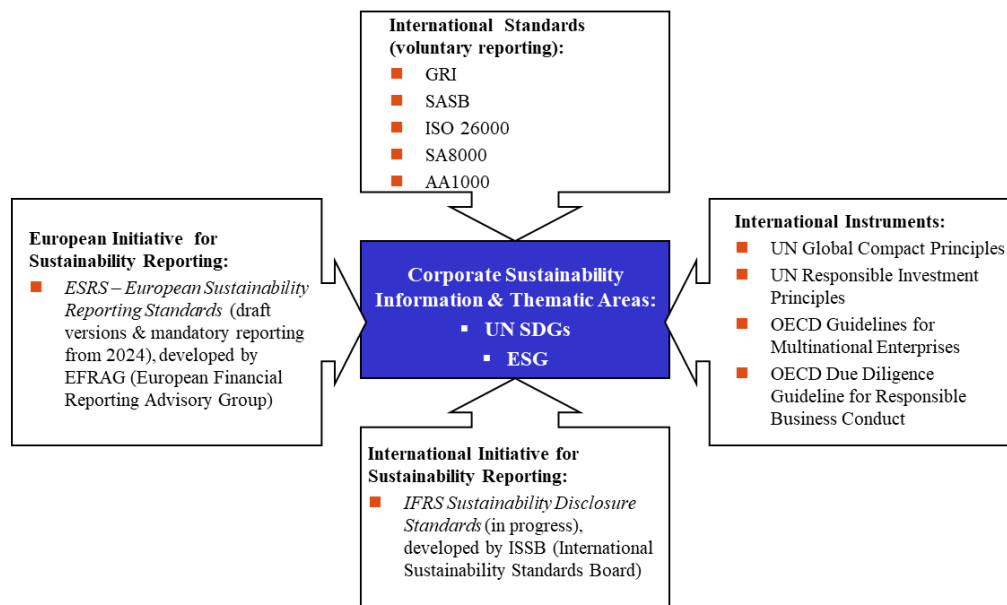 International Standards
(voluntary reporting):
GRI
SASB
ISO 26000
SA8000
AA1000
European Initiative for
Sustainability Reporting:
ESRS – European Sustainability
Reporting Standards (draft
versions & mandatory reporting
from 2024), developed by
EFRAG (European Financial
Reporting Advisory Group)
Corporate Sustainability
Information & Thematic Areas:
UN SDGs
ESG
International Instruments:
UN Global Compact Principles
UN Responsible Investment
Principles
OECD Guidelines for
Multinational Enterprises
OECD Due Diligence
Guideline for Responsible
Business Conduct
International Initiative for
Sustainability Reporting:
IFRS Sustainability Disclosure
Standards (in progress),
developed by ISSB (International
Sustainability Standards Board)